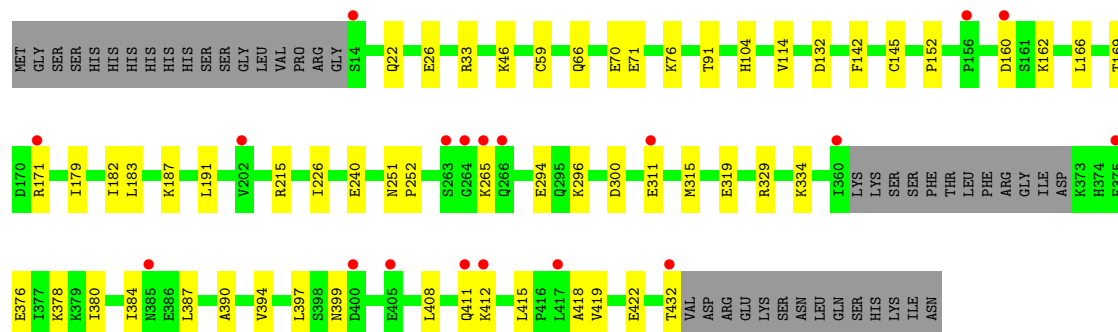 MET GLY SER SER HIS HIS HIS HIS HIS HIS SER SER GLY LEU VAL PRO ARG GLY S14 Q22 E26 R33 K46 C59 Q66 E70 E71 K76 T91 H104 V114 D132 F142 C145 P152 P156 D160 S161 K162 L166 T169
D170 R171 I179 I182 L183 K187 L191 V202 R215 I226 E240 N251 P252 S263 G264 K265 Q266 E294 Q295 K296 D300 E311 M315 E319 R329 K334 I360 LYS LYS SER SER PHE THR LEU PHE ARG GLY ILE ASP K373 H374
E376 I377 K378 K379 I380 I384 N385 E386 L387 A390 V394 L397 S398 N399 D400 E405 L408 Q411 K412 L415 P416 L417 A418 V419 E422 T432 VAL ASP ARG GLU LYS SER ASN LEU GLN SER HIS LYS ILE ASN